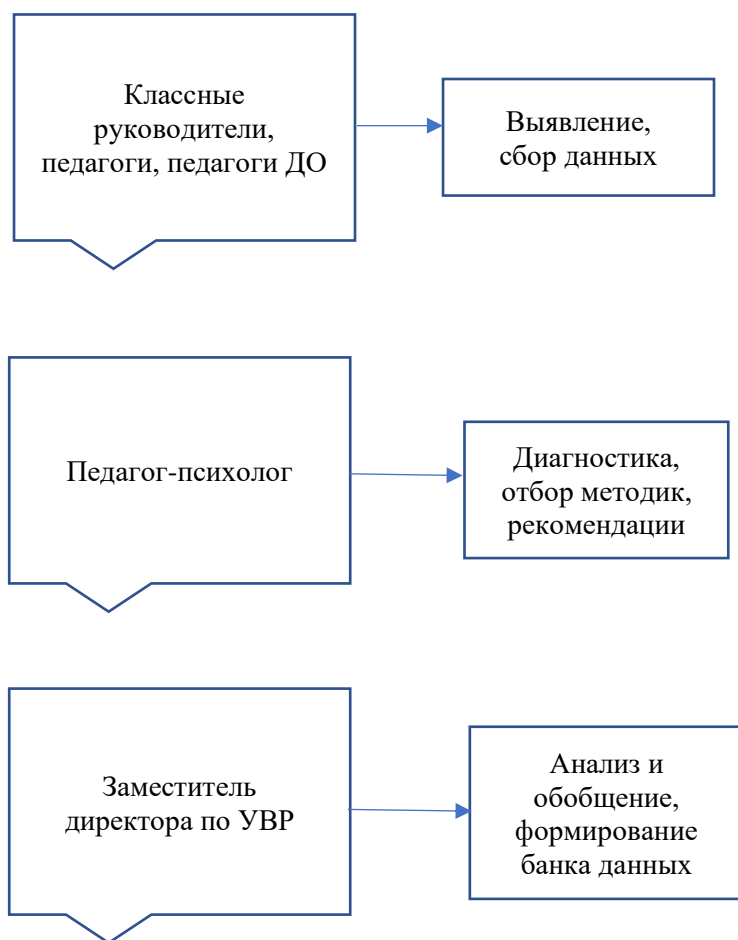 Классные
руководители,
педагоги, педагоги ДО
Выявление,
сбор данных
Педагог-психолог
Диагностика,
отбор методик,
рекомендации
Заместитель
директора по УВР
Анализ и
обобщение,
формирование
банка данных